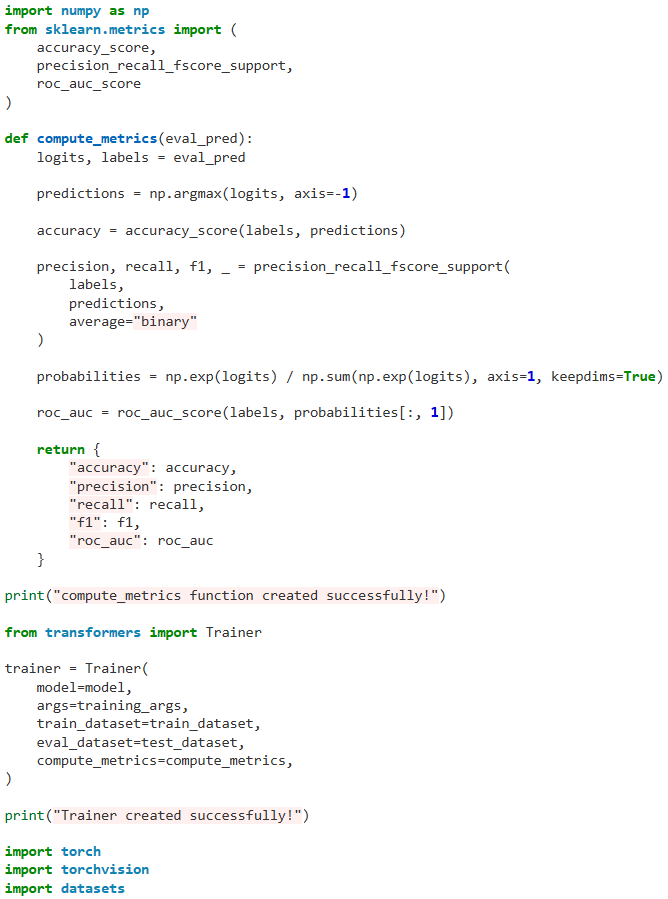 import numpy as np
from sklearn.metrics import (
    accuracy_score,
    precision_recall_fscore_support,
    roc_auc_score
)
def compute_metrics(eval_pred):
    logits, labels = eval_pred
    predictions = np.argmax(logits, axis=-1)
    accuracy = accuracy_score(labels, predictions)
    precision, recall, f1, _ = precision_recall_fscore_support(
        labels,
        predictions,
        average="binary"
    )
    probabilities = np.exp(logits) / np.sum(np.exp(logits), axis=1, keepdims=True)
    roc_auc = roc_auc_score(labels, probabilities[:, 1])
    return {
        "accuracy": accuracy,
        "precision": precision,
        "recall": recall,
        "f1": f1,
        "roc_auc": roc_auc
    }
print("compute_metrics function created successfully!")
from transformers import Trainer
trainer = Trainer(
    model=model,
    args=training_args,
    train_dataset=train_dataset,
    eval_dataset=test_dataset,
    compute_metrics=compute_metrics,
)
print("Trainer created successfully!")
import torch
import torchvision
import datasets